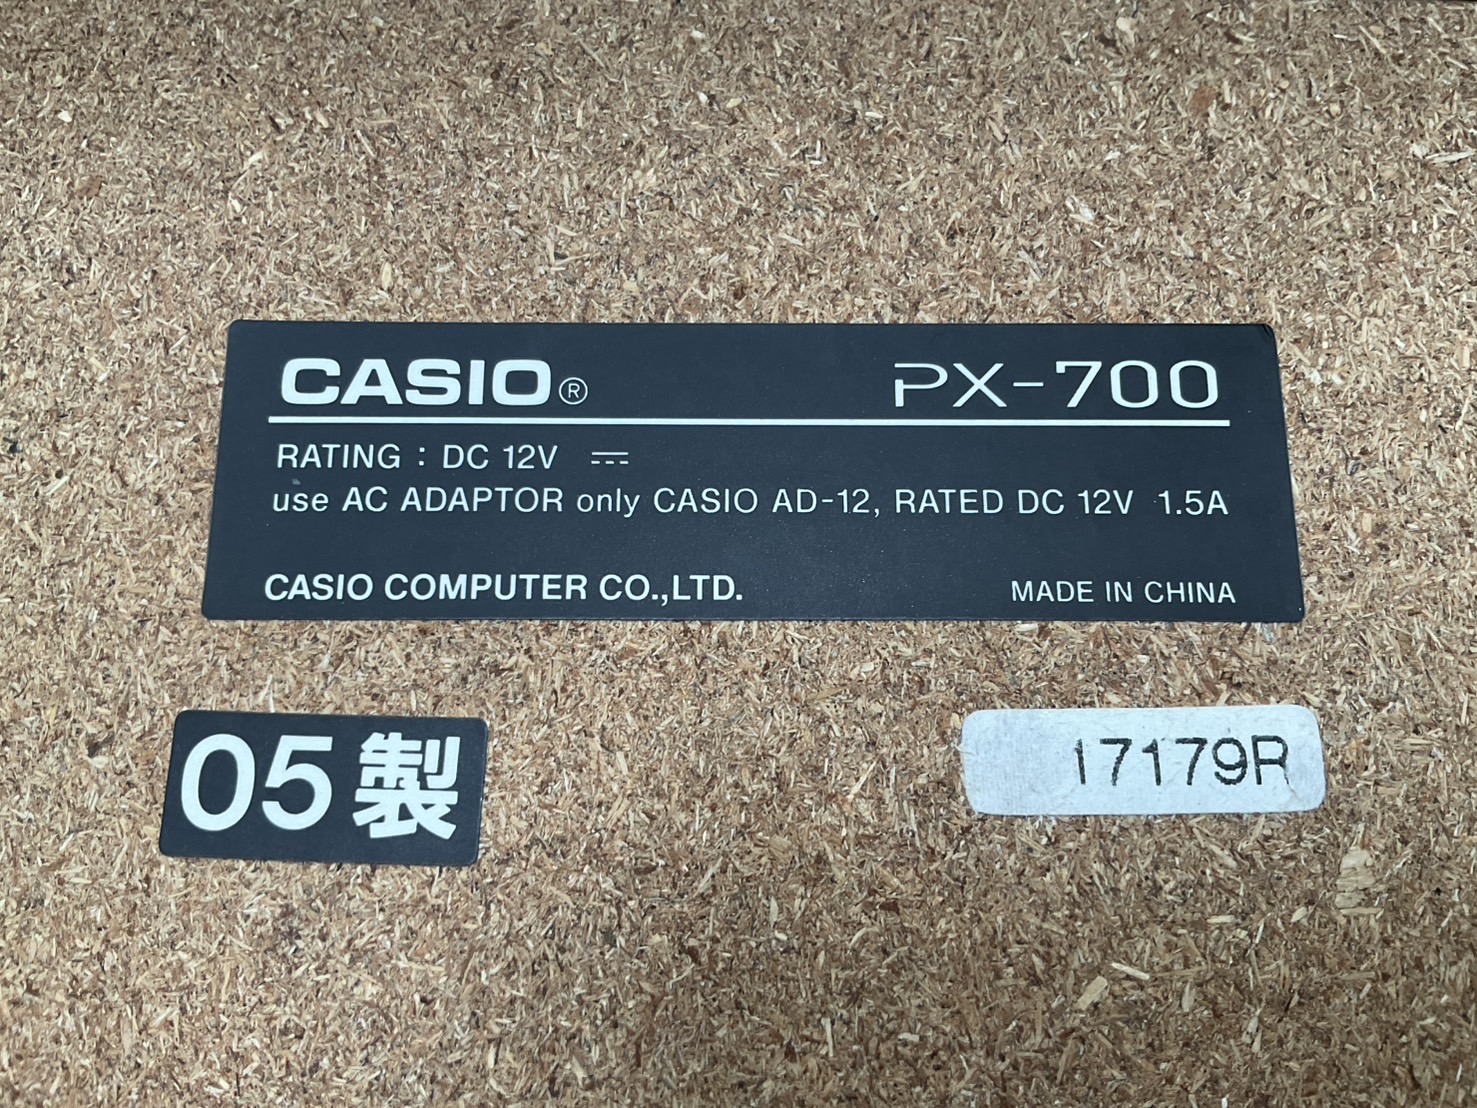 CASIO® PX-700
RATING : DC 12V ⎓
use AC ADAPTOR only CASIO AD-12, RATED DC 12V 1.5A
CASIO COMPUTER CO.,LTD. MADE IN CHINA
05製
17179R